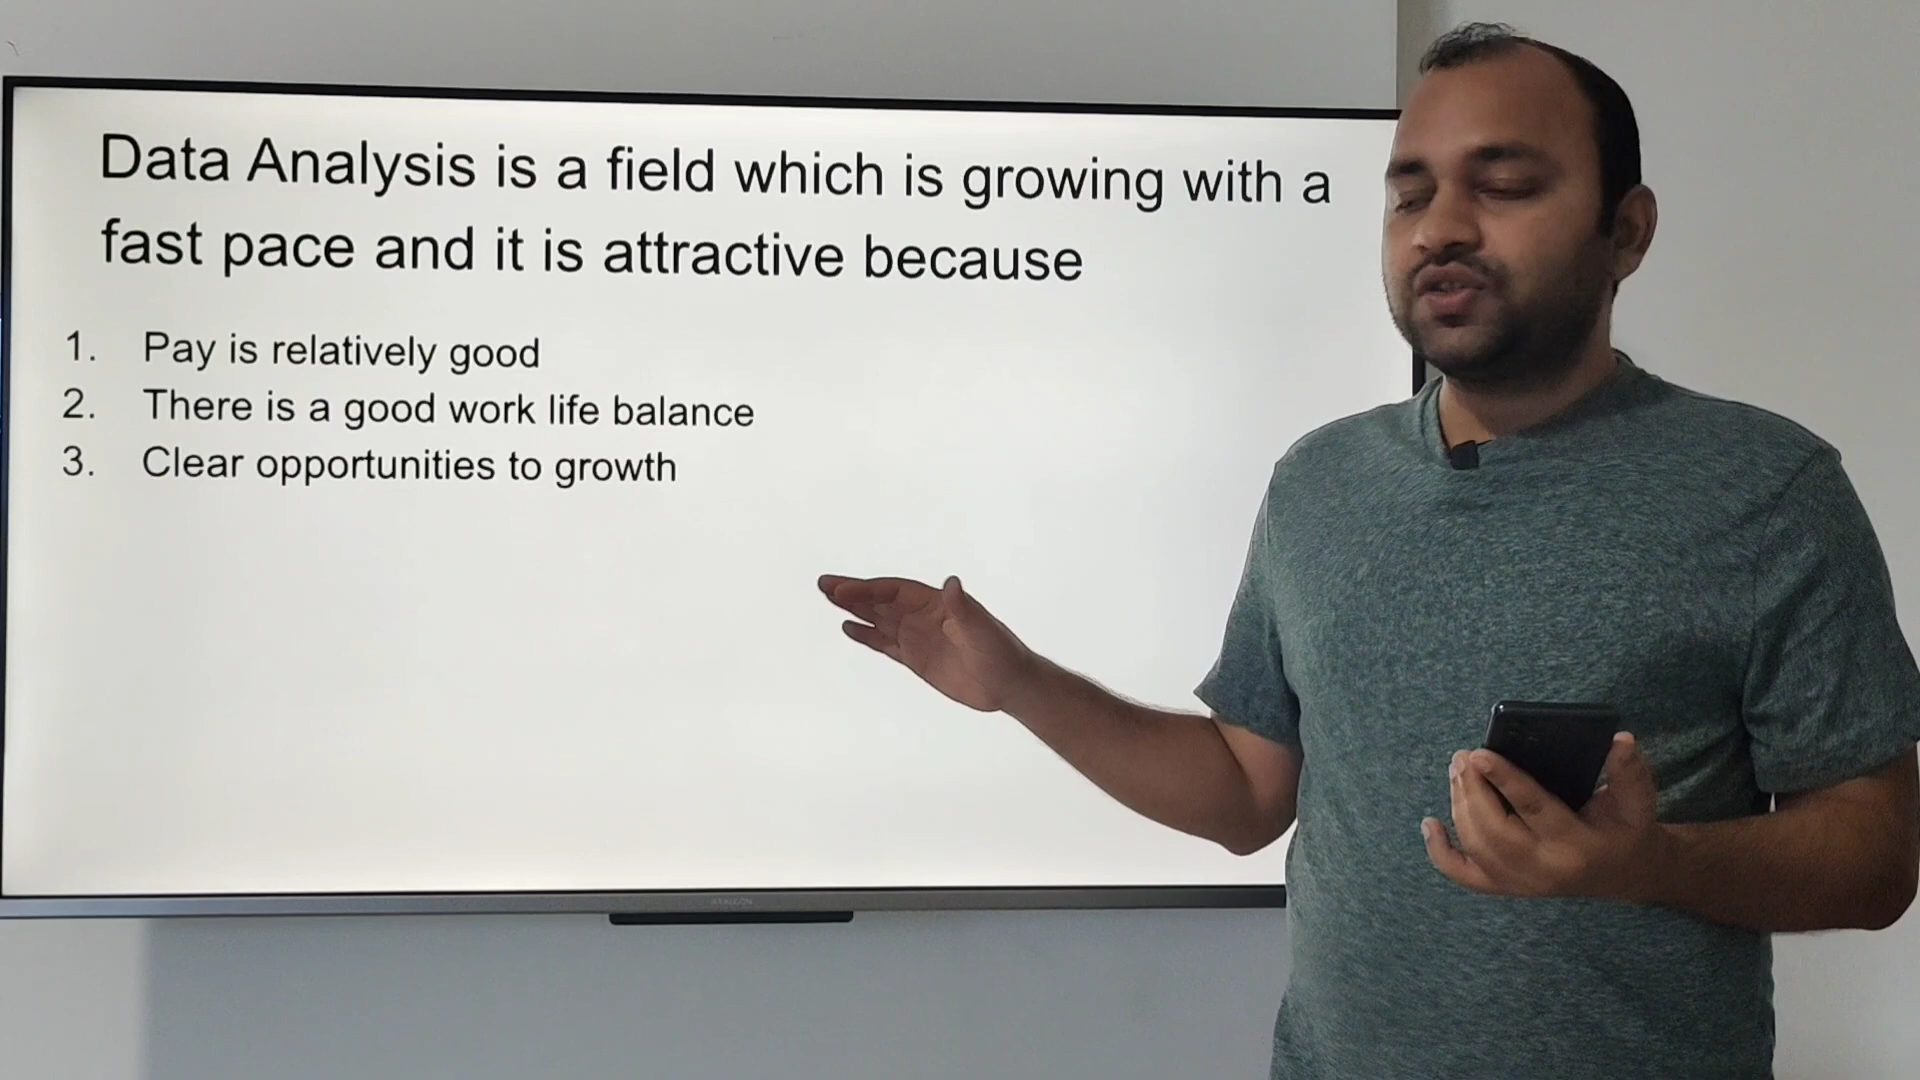 Data Analysis is a field which is growing with a
fast pace and it is attractive because
1. Pay is relatively good
2. There is a good work life balance
3. Clear opportunities to growth